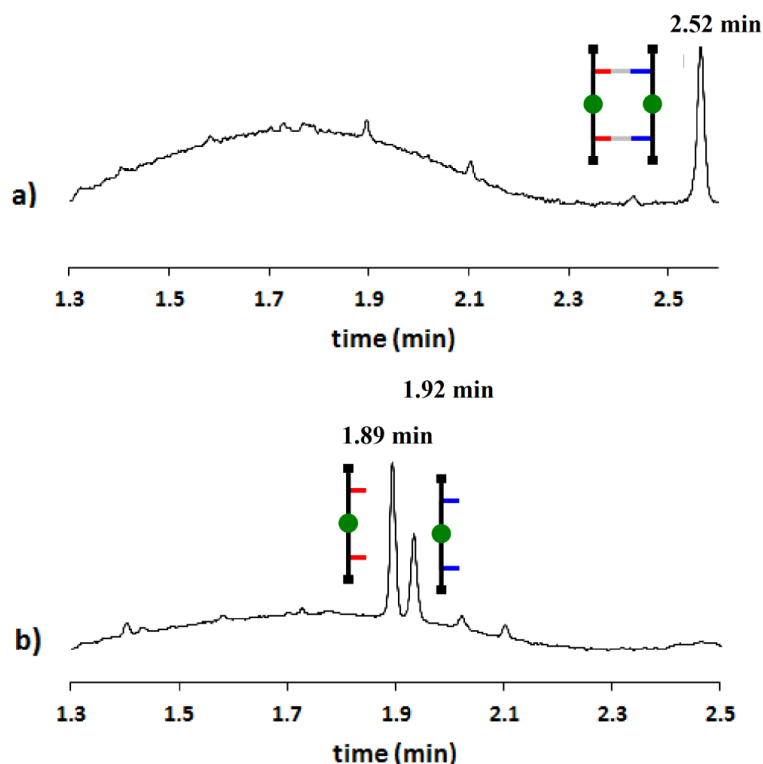 2.52 min
a)
1.3 1.5 1.7 1.9 2.1 2.3 2.5
time (min)
1.92 min
1.89 min
b)
1.3 1.5 1.7 1.9 2.1 2.3 2.5
time (min)